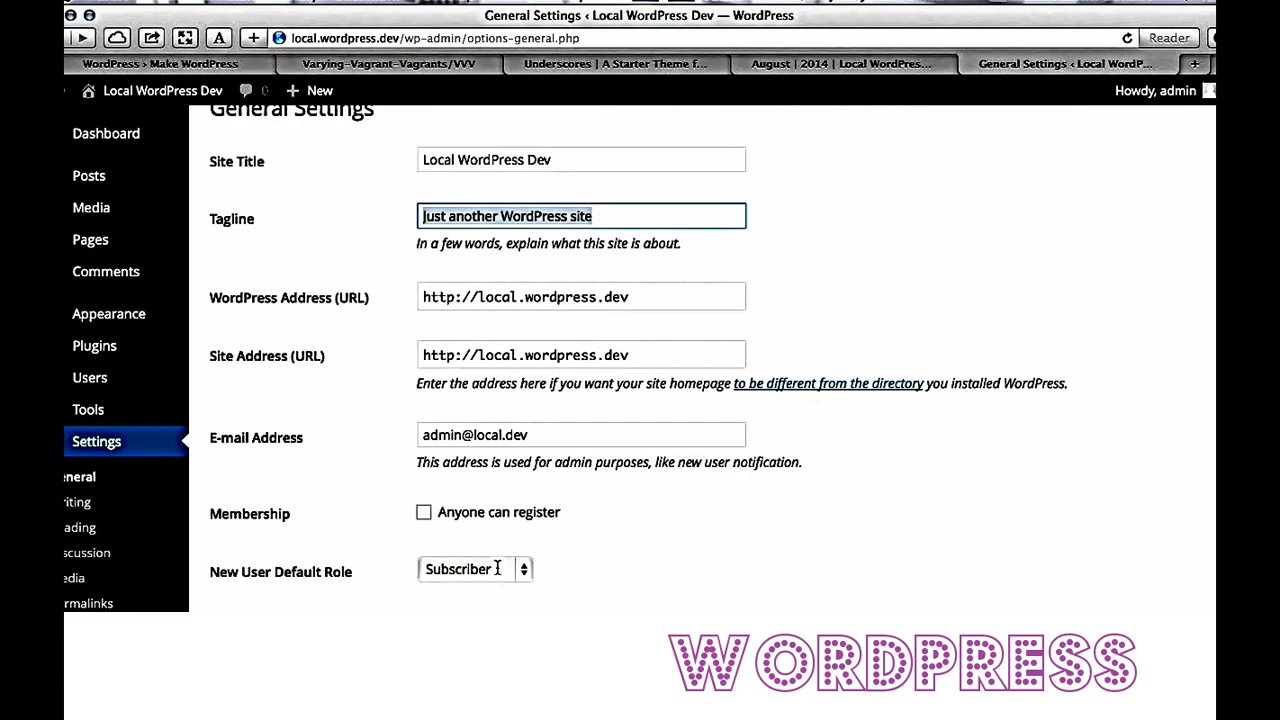 General Settings ‹ Local WordPress Dev — WordPress
local.wordpress.dev/wp-admin/options-general.php
Reader
WordPress › Make WordPress
Varying-Vagrant-Vagrants/VVV
Underscores | A Starter Theme f...
August | 2014 | Local WordPres...
General Settings ‹ Local WordP...
Local WordPress Dev
0
New
Howdy, admin
General Settings
Dashboard
Posts
Media
Pages
Comments
Appearance
Plugins
Users
Tools
Settings
eneral
riting
ading
scussion
edia
rmalinks
Site Title
Local WordPress Dev
Tagline
Just another WordPress site
In a few words, explain what this site is about.
WordPress Address (URL)
http://local.wordpress.dev
Site Address (URL)
http://local.wordpress.dev
Enter the address here if you want your site homepage to be different from the directory you installed WordPress.
E-mail Address
admin@local.dev
This address is used for admin purposes, like new user notification.
Membership
Anyone can register
New User Default Role
Subscriber
WORDPRESS